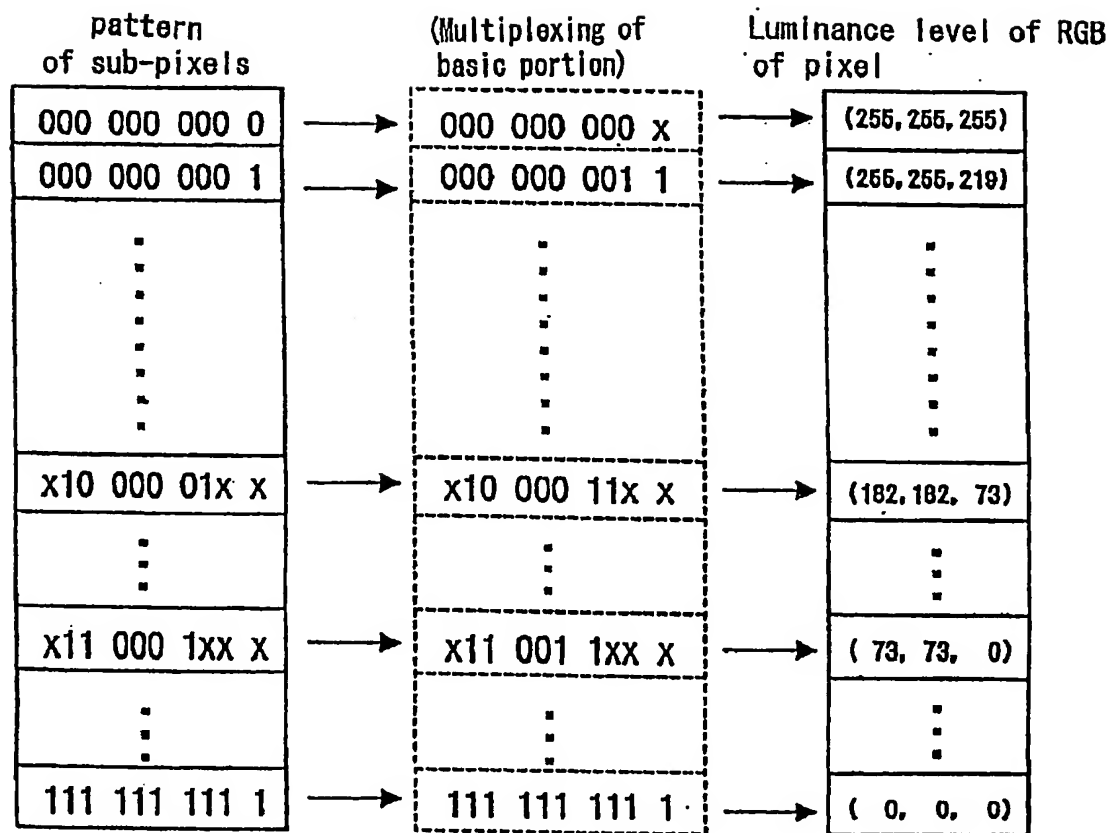 pattern
of sub-pixels
(Multiplexing of
basic portion)
Luminance level of RGB
of pixel
000 000 000 0
000 000 000 x
(255, 255, 255)
000 000 000 1
000 000 001 1
(255, 255, 219)
x10 000 01x x
x10 000 11x x
(182, 182, 73)
x11 000 1xx x
x11 001 1xx x
( 73, 73, 0)
111 111 111 1
111 111 111 1
( 0, 0, 0)